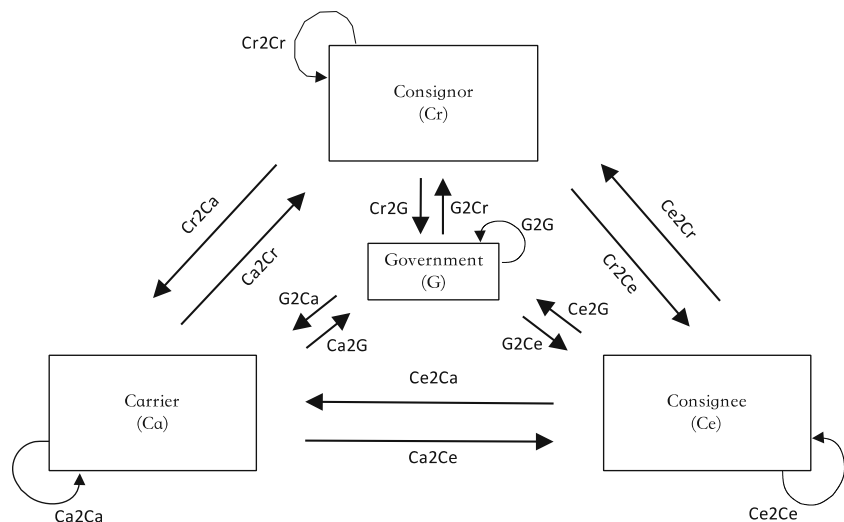 Cr2Cr
Consignor
(Cr)
Cr2Ca
Ca2Cr
Cr2G
G2Cr
G2G
Ce2Cr
Cr2Ce
Government
(G)
G2Ca
Ca2G
Ce2G
G2Ce
Carrier
(Ca)
Ce2Ca
Ca2Ce
Consignee
(Ce)
Ca2Ca
Ce2Ce